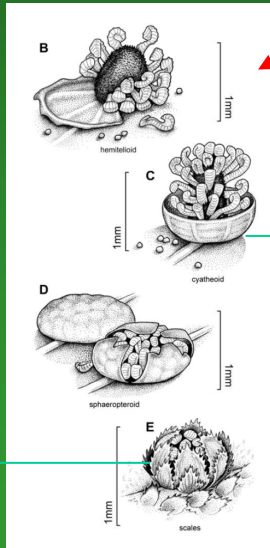 B
1mm
hemitelioid
C
1mm
cyatheoid
D
1mm
sphaeropteroid
E
1mm
scales